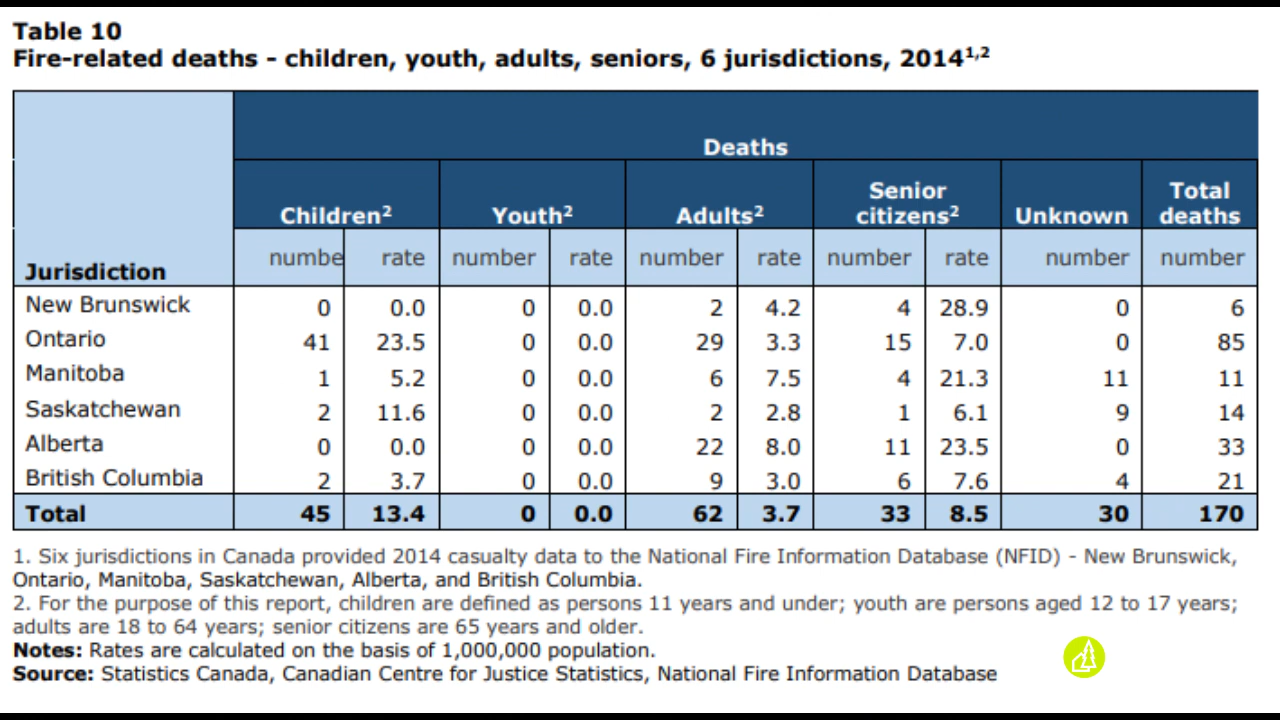 Table 10
Fire-related deaths - children, youth, adults, seniors, 6 jurisdictions, 2014¹,²
Deaths
Children² Youth² Adults² Senior citizens² Unknown Total deaths
Jurisdiction numbe rate number rate number rate number rate number number
New Brunswick 0 0.0 0 0.0 2 4.2 4 28.9 0 6
Ontario 41 23.5 0 0.0 29 3.3 15 7.0 0 85
Manitoba 1 5.2 0 0.0 6 7.5 4 21.3 11 11
Saskatchewan 2 11.6 0 0.0 2 2.8 1 6.1 9 14
Alberta 0 0.0 0 0.0 22 8.0 11 23.5 0 33
British Columbia 2 3.7 0 0.0 9 3.0 6 7.6 4 21
Total 45 13.4 0 0.0 62 3.7 33 8.5 30 170
1. Six jurisdictions in Canada provided 2014 casualty data to the National Fire Information Database (NFID) - New Brunswick,
Ontario, Manitoba, Saskatchewan, Alberta, and British Columbia.
2. For the purpose of this report, children are defined as persons 11 years and under; youth are persons aged 12 to 17 years;
adults are 18 to 64 years; senior citizens are 65 years and older.
Notes: Rates are calculated on the basis of 1,000,000 population.
Source: Statistics Canada, Canadian Centre for Justice Statistics, National Fire Information Database